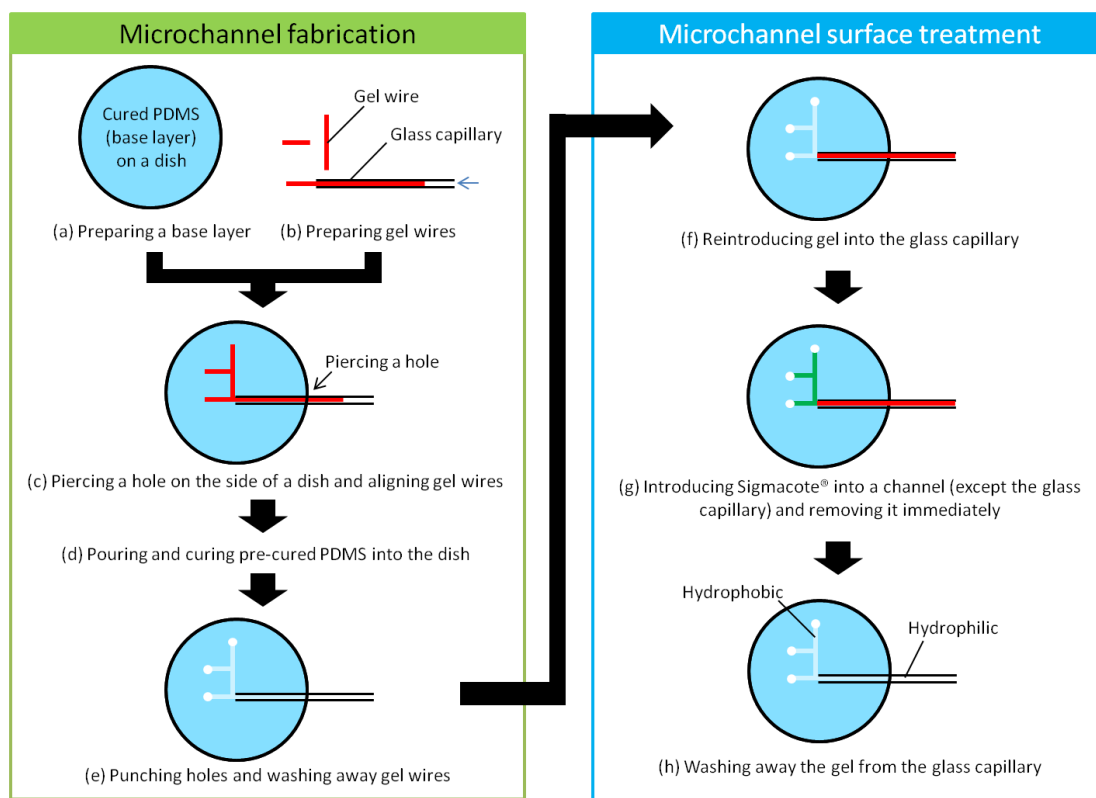 Microchannel fabrication
Cured PDMS
(base layer)
on a dish
Gel wire
Glass capillary
(a) Preparing a base layer
(b) Preparing gel wires
Piercing a hole
(c) Piercing a hole on the side of a dish and aligning gel wires
(d) Pouring and curing pre-cured PDMS into the dish
(e) Punching holes and washing away gel wires
Microchannel surface treatment
(f) Reintroducing gel into the glass capillary
(g) Introducing Sigmacote® into a channel (except the glass
capillary) and removing it immediately
Hydrophobic
Hydrophilic
(h) Washing away the gel from the glass capillary